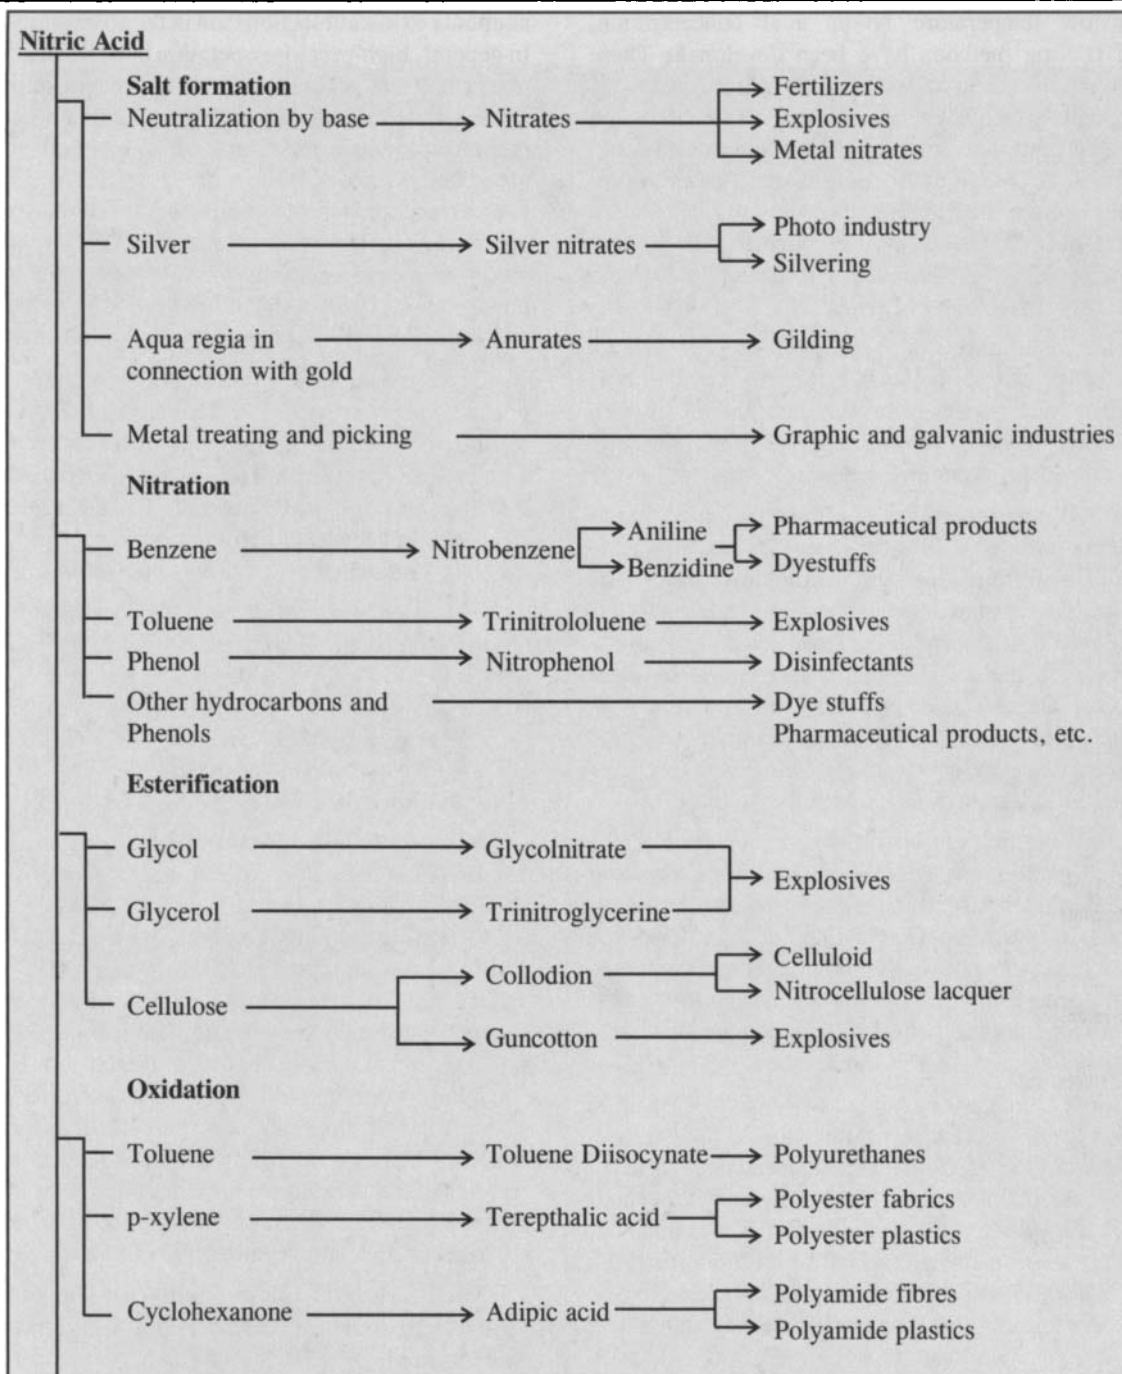 Nitric Acid
Salt formation
Neutralization by base Nitrates Fertilizers
Explosives
Metal nitrates
Silver Silver nitrates Photo industry
Silvering
Aqua regia in Anurates Gilding
connection with gold
Metal treating and picking Graphic and galvanic industries
Nitration
Benzene Nitrobenzene Aniline Pharmaceutical products
Benzidine Dyestuffs
Toluene Trinitrololuene Explosives
Phenol Nitrophenol Disinfectants
Other hydrocarbons and Dye stuffs
Phenols Pharmaceutical products, etc.
Esterification
Glycol Glycolnitrate
Explosives
Glycerol Trinitroglycerine
Cellulose Collodion Celluloid
Nitrocellulose lacquer
Guncotton Explosives
Oxidation
Toluene Toluene Diisocynate Polyurethanes
p-xylene Terepthalic acid Polyester fabrics
Polyester plastics
Cyclohexanone Adipic acid Polyamide fibres
Polyamide plastics